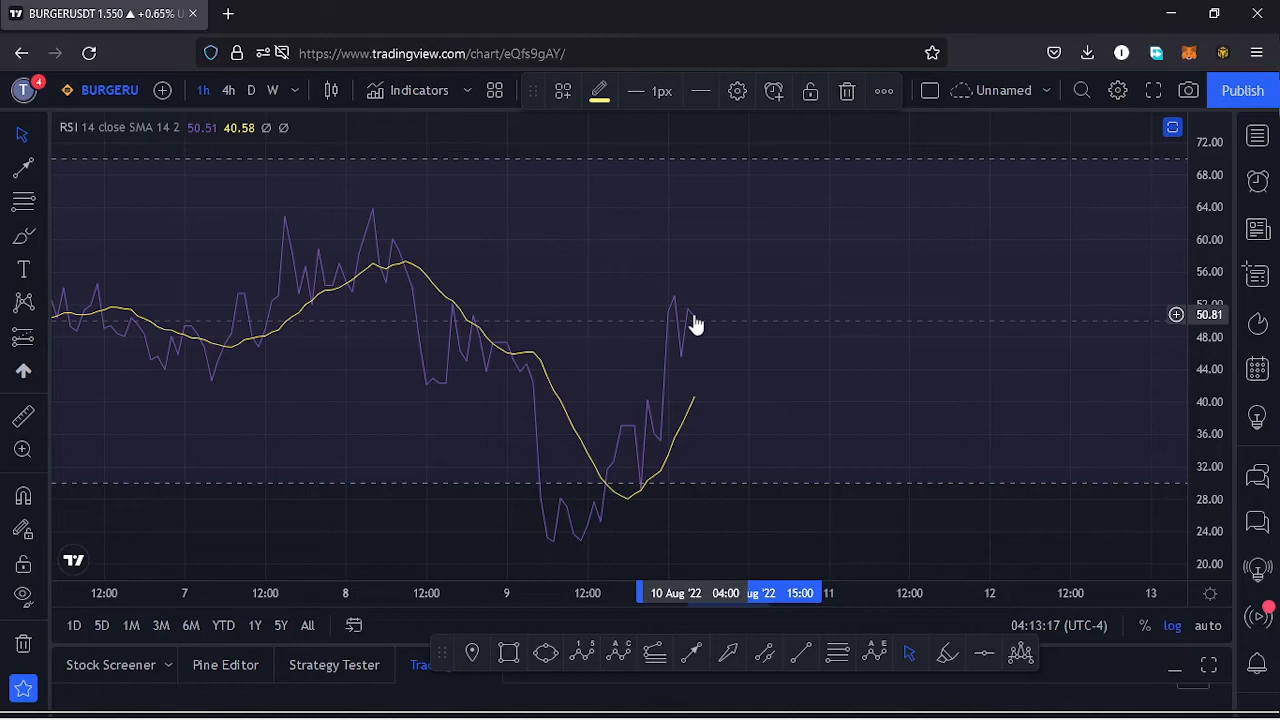 BURGERUSDT 1.550 ▲ +0.65%
https://www.tradingview.com/chart/eQfs9gAY/
T 4 BURGERU 1h 4h D W Indicators 1px Unnamed Publish
RSI 14 close SMA 14 2 50.51 40.58 ∅ ∅
72.00
68.00
64.00
60.00
56.00
52.00
50.81
48.00
44.00
40.00
36.00
32.00
28.00
24.00
20.00
12:00 7 12:00 8 12:00 9 12:00 10 Aug '22 04:00 15:00 11 12:00 12 12:00 13
1D 5D 1M 3M 6M YTD 1Y 5Y All 04:13:17 (UTC-4) % log auto
Stock Screener Pine Editor Strategy Tester